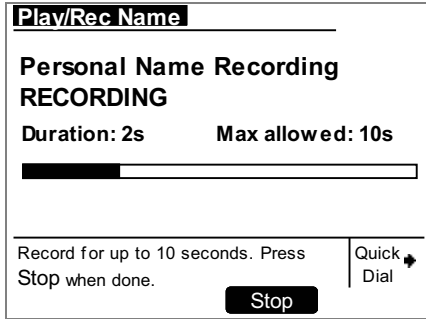 Play/Rec Name
Personal Name Recording
RECORDING
Duration: 2s Max allowed: 10s
Record for up to 10 seconds. Press
Stop when done.
Quick
Dial
Stop